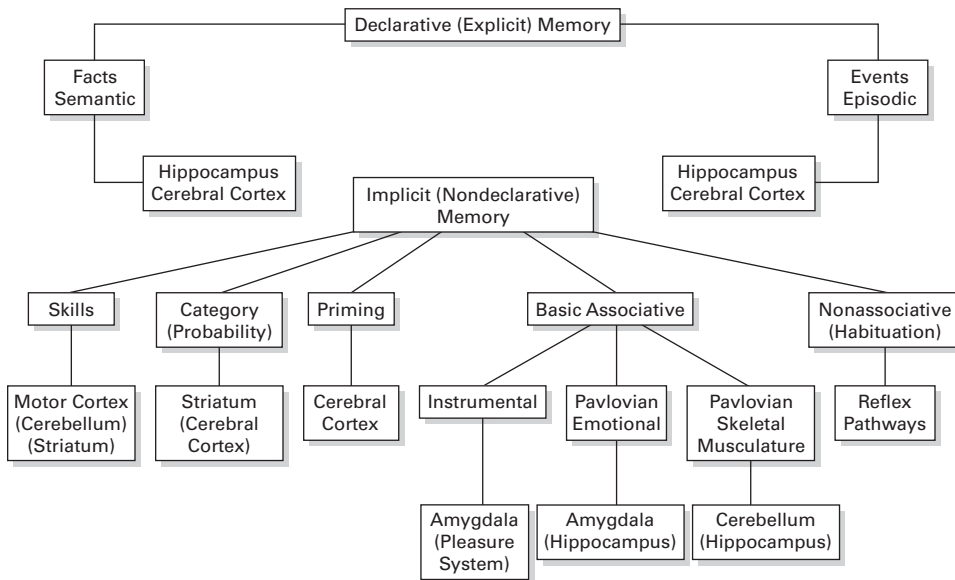 Declarative (Explicit) Memory
Facts
Semantic
Events
Episodic
Hippocampus
Cerebral Cortex
Hippocampus
Cerebral Cortex
Implicit (Nondeclarative)
Memory
Skills
Category
(Probability)
Priming
Basic Associative
Nonassociative
(Habituation)
Motor Cortex
(Cerebellum)
(Striatum)
Striatum
(Cerebral
Cortex)
Cerebral
Cortex
Instrumental
Pavlovian
Emotional
Pavlovian
Skeletal
Musculature
Reflex
Pathways
Amygdala
(Pleasure
System)
Amygdala
(Hippocampus)
Cerebellum
(Hippocampus)